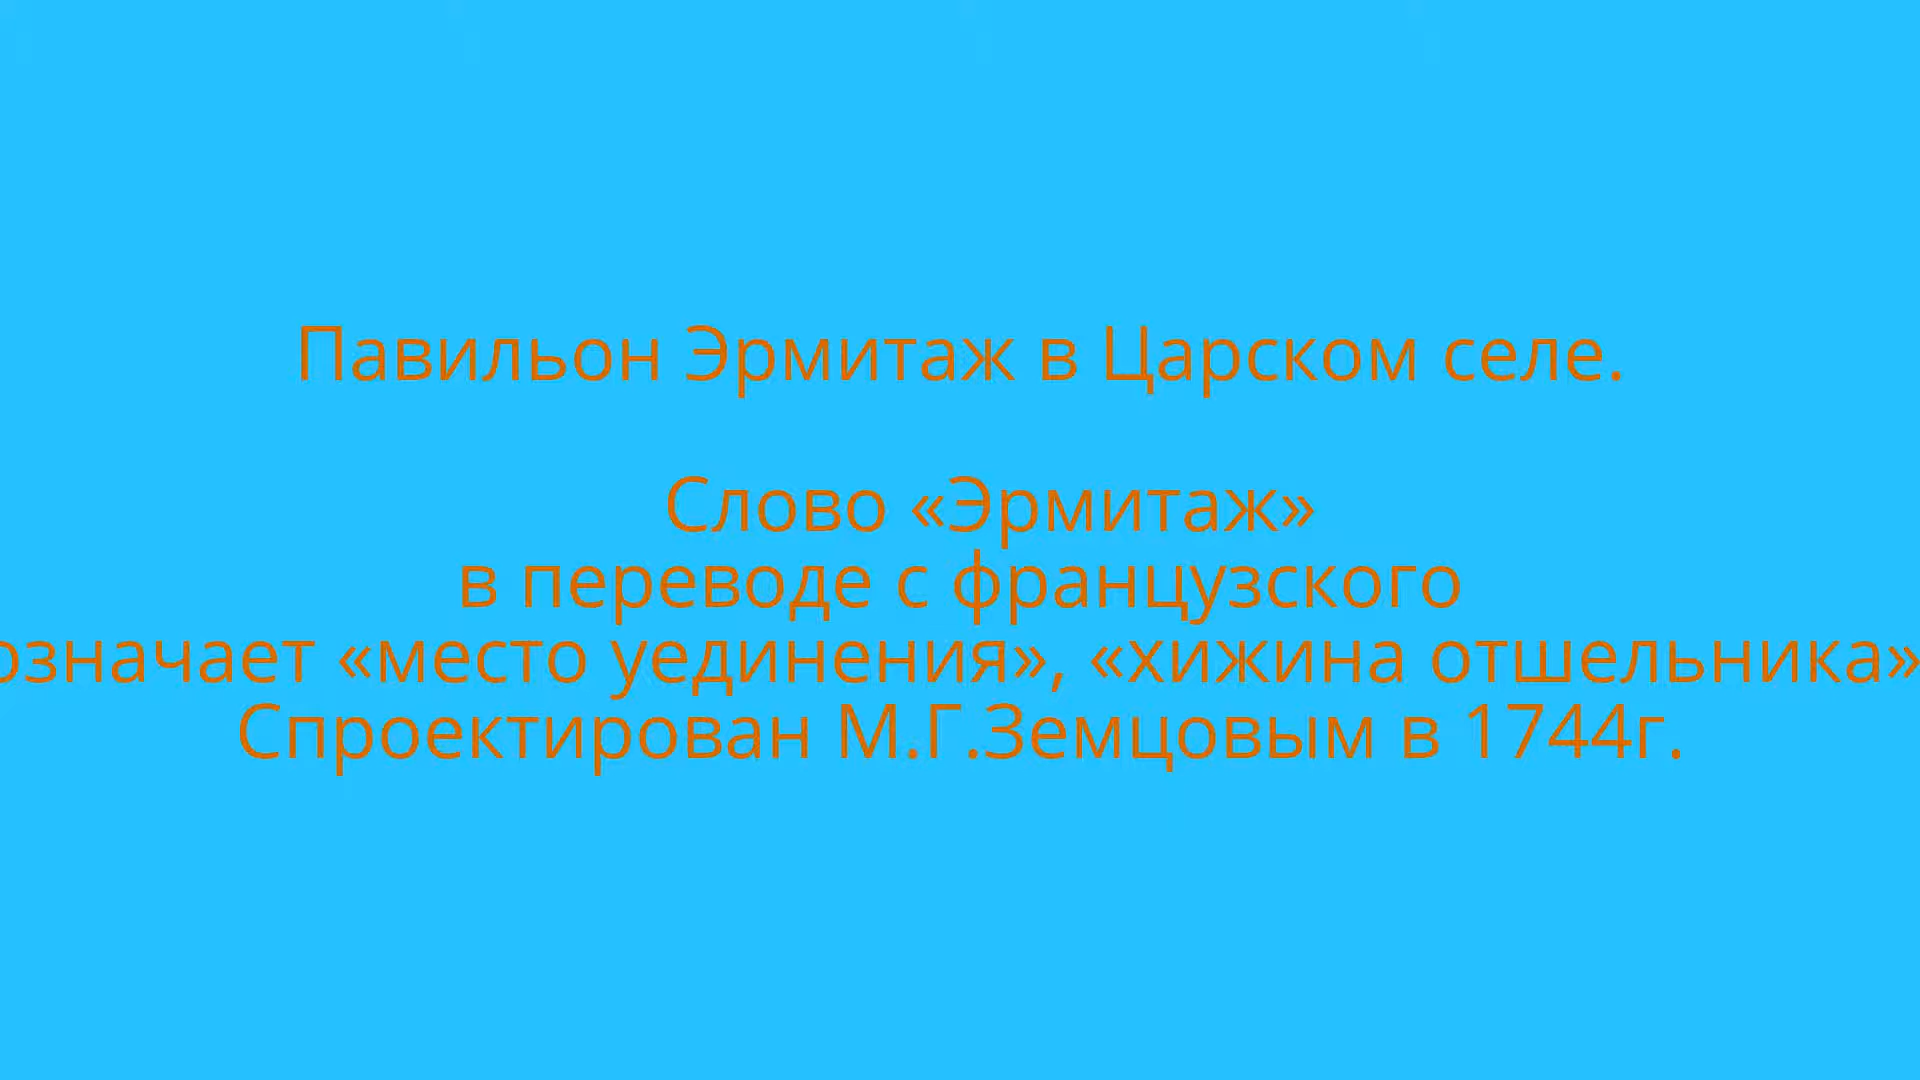 Павильон Эрмитаж в Царском селе.
Слово «Эрмитаж»
в переводе с французского
означает «место уединения», «хижина отшельника»
Спроектирован М.Г.Земцовым в 1744г.